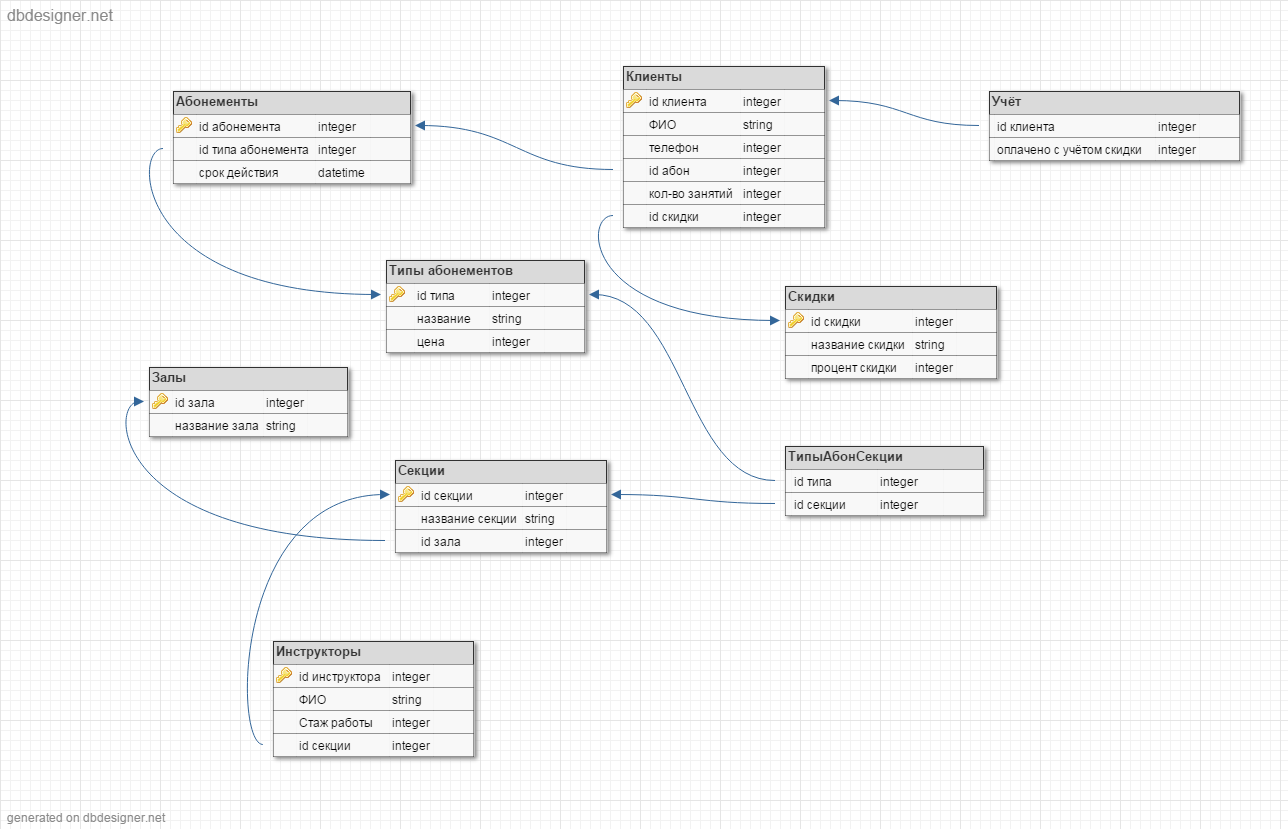 dbdesigner.net
Абонементы
id абонемента integer
id типа абонемента integer
срок действия datetime
Клиенты
id клиента integer
ФИО string
телефон integer
id абон integer
кол-во занятий integer
id скидки integer
Учёт
id клиента integer
оплачено с учётом скидки integer
Типы абонементов
id типа integer
название string
цена integer
Скидки
id скидки integer
название скидки string
процент скидки integer
Залы
id зала integer
название зала string
Секции
id секции integer
название секции string
id зала integer
ТипыАбонСекции
id типа integer
id секции integer
Инструкторы
id инструктора integer
ФИО string
Стаж работы integer
id секции integer
generated on dbdesigner.net